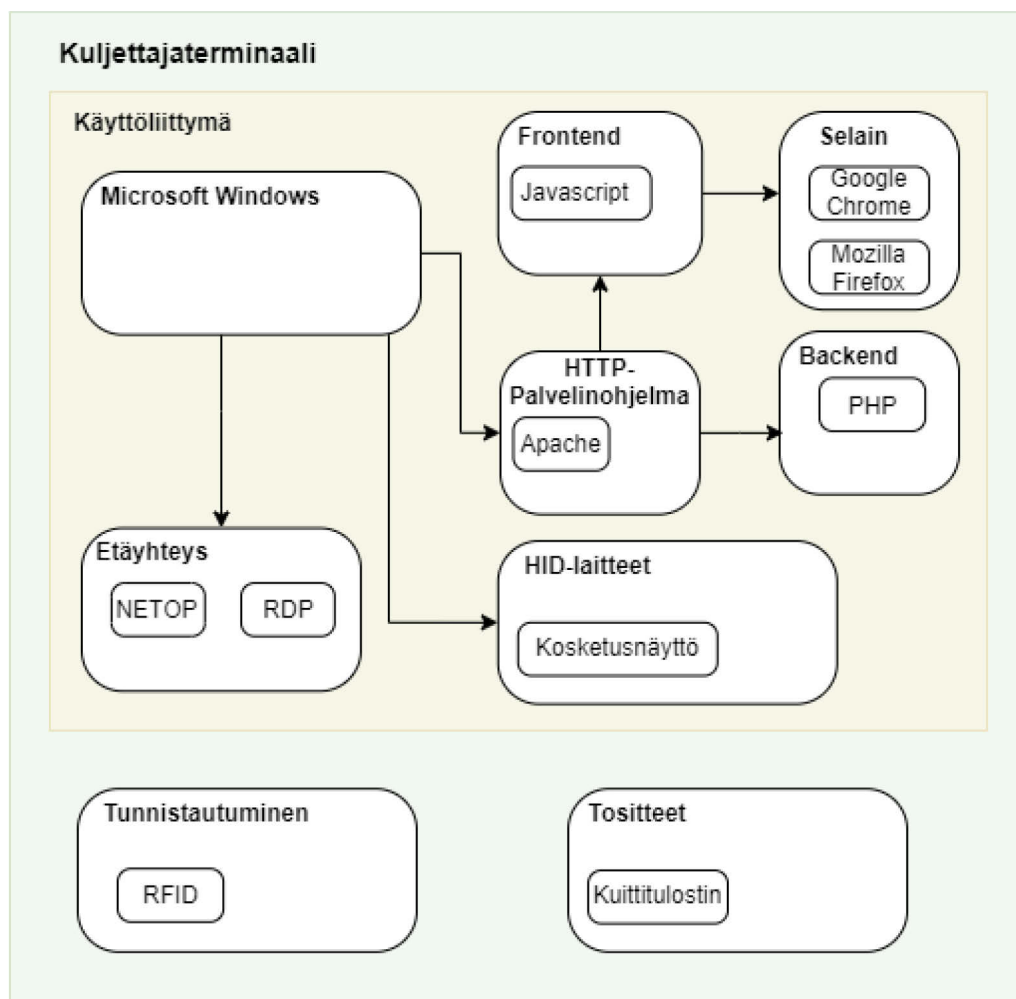 Kuljettajaterminaali
Käyttöliittymä
Microsoft Windows
Frontend
Javascript
Selain
Google
Chrome
Mozilla
Firefox
HTTP-
Palvelinohjelma
Apache
Backend
PHP
Etäyhteys
NETOP
RDP
HID-laitteet
Kosketusnäyttö
Tunnistautuminen
RFID
Tositteet
Kuittitulostin